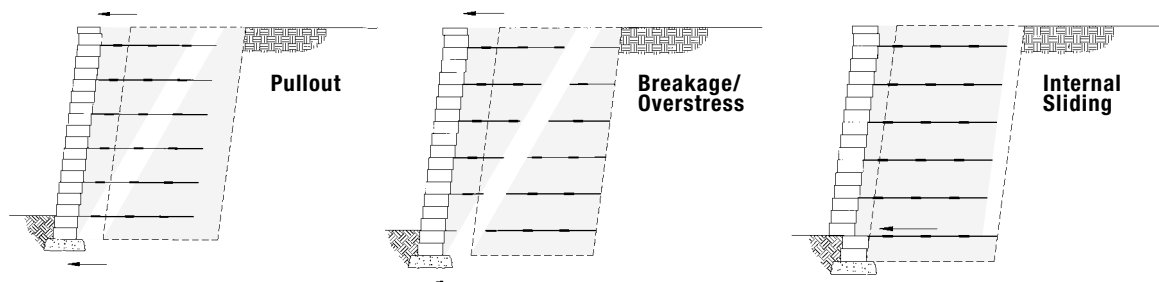 Pullout
Breakage/
Overstress
Internal
Sliding